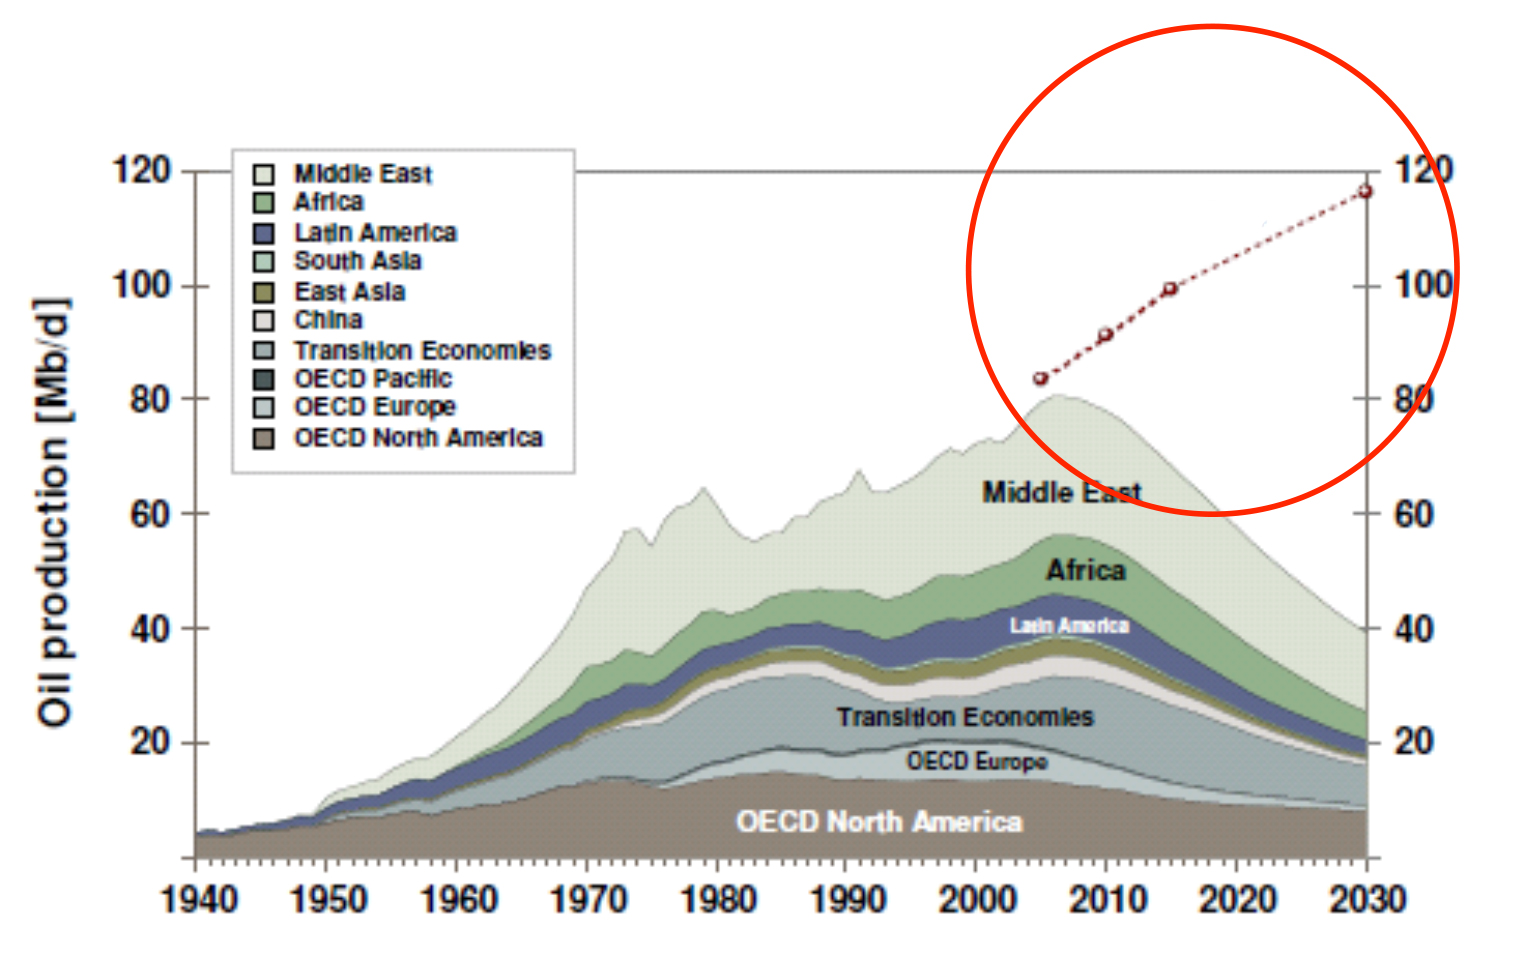 120
100
80
60
40
20
Oil production [Mb/d]
Middle East
Africa
Latin America
South Asia
East Asia
China
Transition Economies
OECD Pacific
OECD Europe
OECD North America
Middle East
Africa
Latin America
Transition Economies
OECD Europe
OECD North America
120
100
80
60
40
20
1940 1950 1960 1970 1980 1990 2000 2010 2020 2030